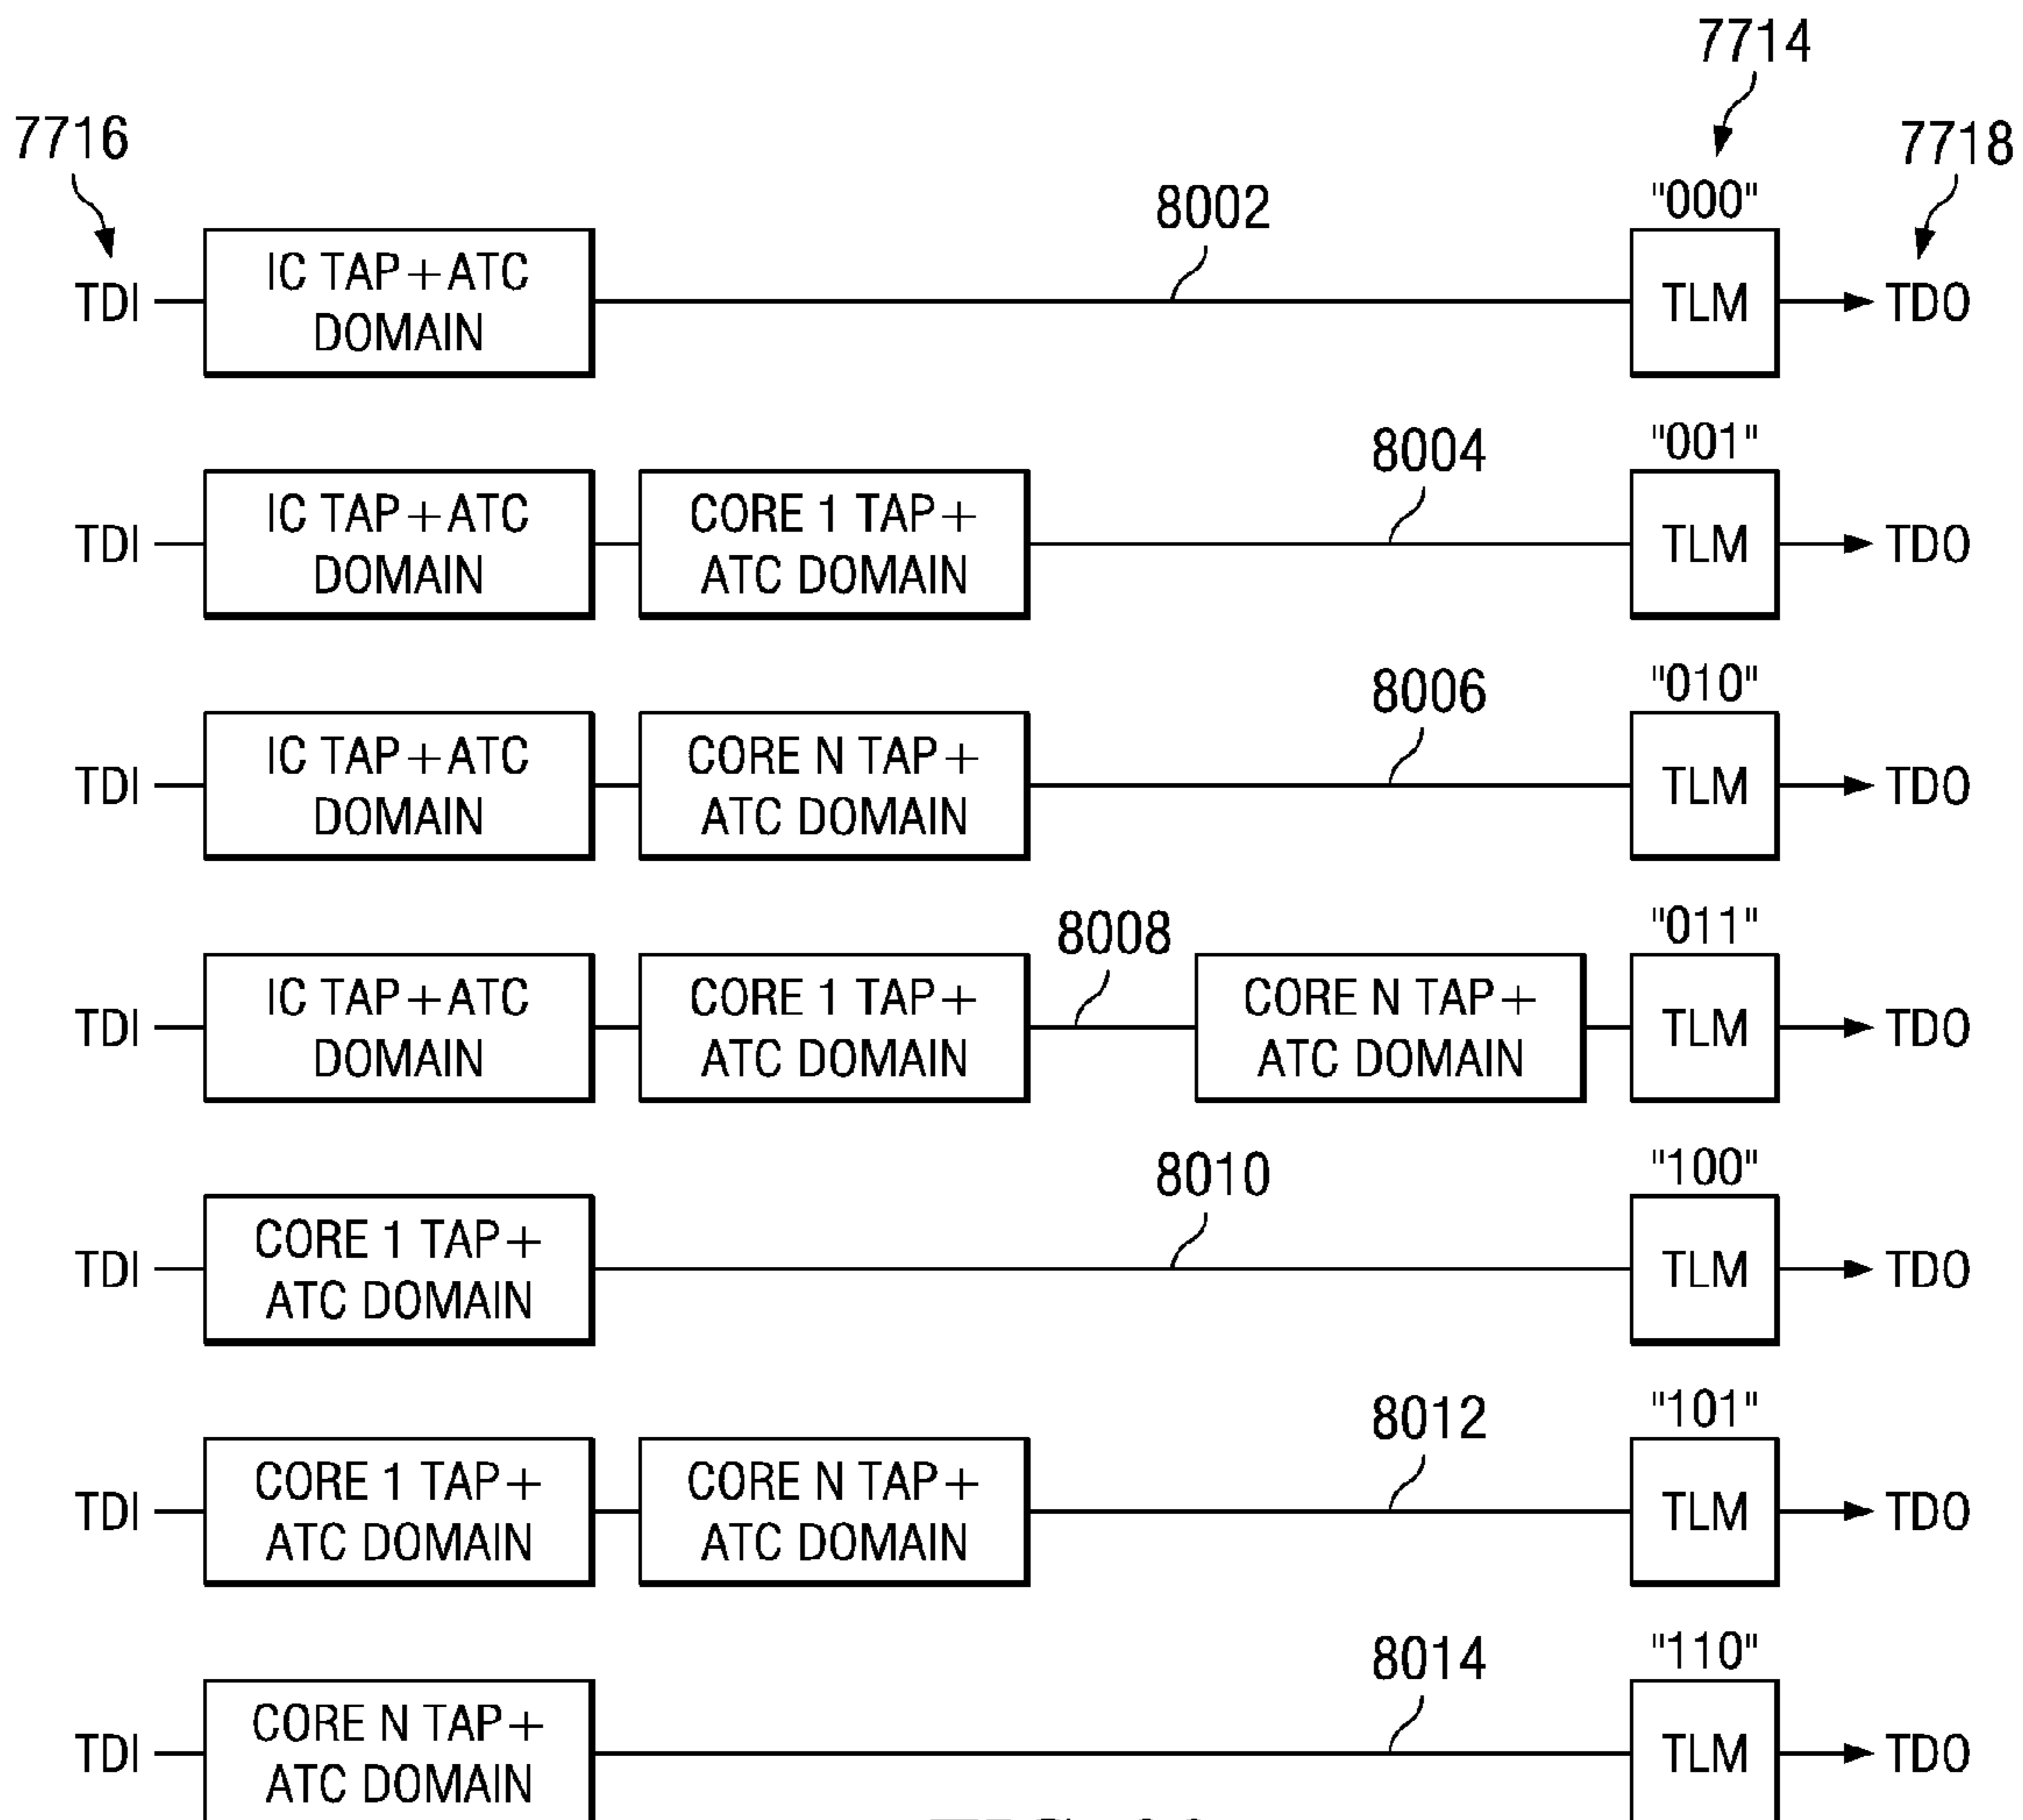 7714
7716
7718
8002
"000"
TDI
IC TAP+ATC
DOMAIN
TLM
TDO
8004
"001"
TDI
IC TAP+ATC
DOMAIN
CORE 1 TAP+
ATC DOMAIN
TLM
TDO
8006
"010"
TDI
IC TAP+ATC
DOMAIN
CORE N TAP+
ATC DOMAIN
TLM
TDO
8008
"011"
TDI
IC TAP+ATC
DOMAIN
CORE 1 TAP+
ATC DOMAIN
CORE N TAP+
ATC DOMAIN
TLM
TDO
8010
"100"
TDI
CORE 1 TAP+
ATC DOMAIN
TLM
TDO
8012
"101"
TDI
CORE 1 TAP+
ATC DOMAIN
CORE N TAP+
ATC DOMAIN
TLM
TDO
8014
"110"
TDI
CORE N TAP+
ATC DOMAIN
TLM
TDO